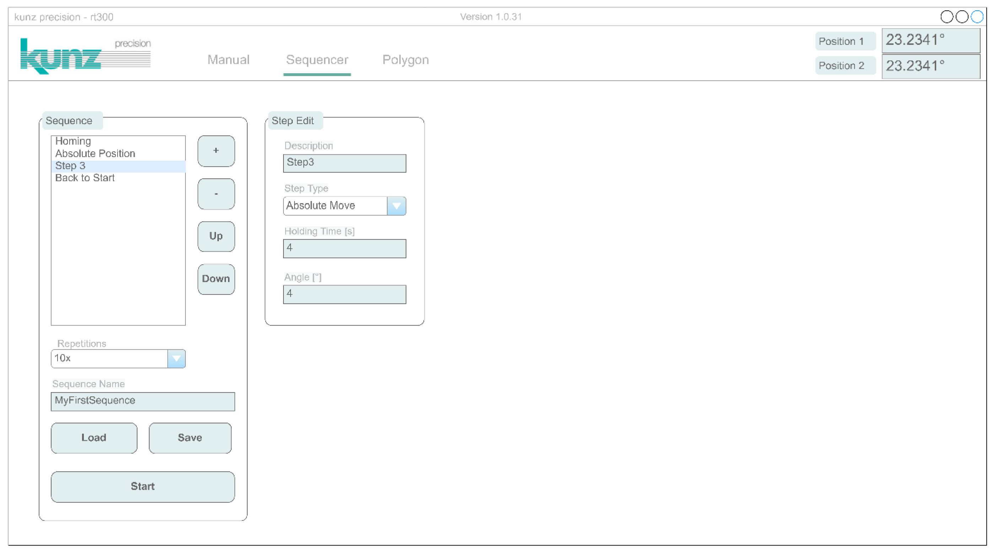 kunz precision - rt300
Version 1.0.31
kunz precision
Manual
Sequencer
Polygon
Position 1
23.2341°
Position 2
23.2341°
Sequence
Homing
Absolute Position
Step 3
Back to Start
+
-
Up
Down
Repetitions
10x
Sequence Name
MyFirstSequence
Load
Save
Start
Step Edit
Description
Step3
Step Type
Absolute Move
Holding Time [s]
4
Angle [°]
4